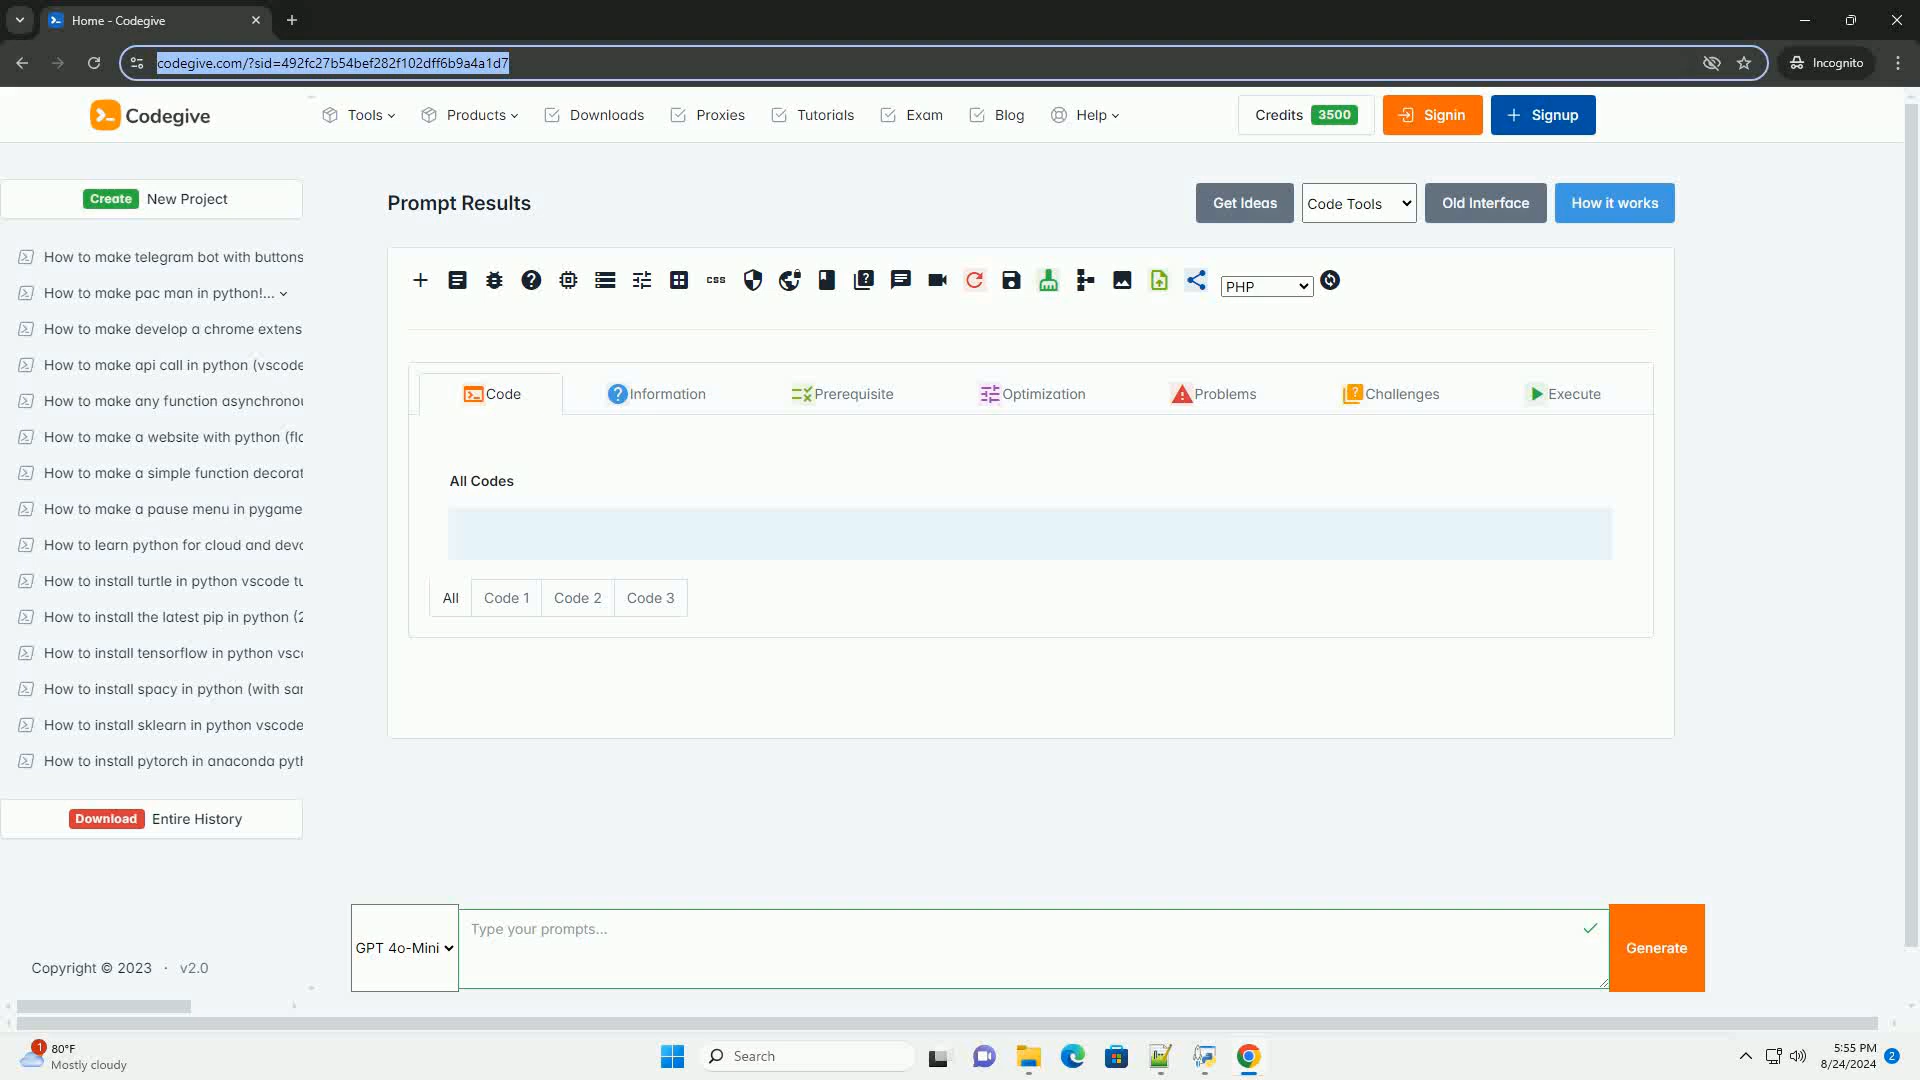 Home - Codegive
codegive.com/?sid=492fc27b54bef282f102dff6b9a4a1d7
Incognito
Codegive
Tools
Products
Downloads
Proxies
Tutorials
Exam
Blog
Help
Credits 3500
Signin
Signup
Create New Project
How to make telegram bot with buttons
How to make pac man in python!...
How to make develop a chrome extens
How to make api call in python (vscode
How to make any function asynchronou
How to make a website with python (fla
How to make a simple function decorat
How to make a pause menu in pygame
How to learn python for cloud and devo
How to install turtle in python vscode tu
How to install the latest pip in python (2
How to install tensorflow in python vsc
How to install spacy in python (with sar
How to install sklearn in python vscode
How to install pytorch in anaconda pyth
Download Entire History
Copyright © 2023 · v2.0
Prompt Results
Get Ideas
Code Tools
Old Interface
How it works
css
PHP
Code
Information
Prerequisite
Optimization
Problems
Challenges
Execute
All Codes
All
Code 1
Code 2
Code 3
GPT 4o-Mini
Type your prompts...
Generate
1
80°F
Mostly cloudy
Search
5:55 PM
8/24/2024
2